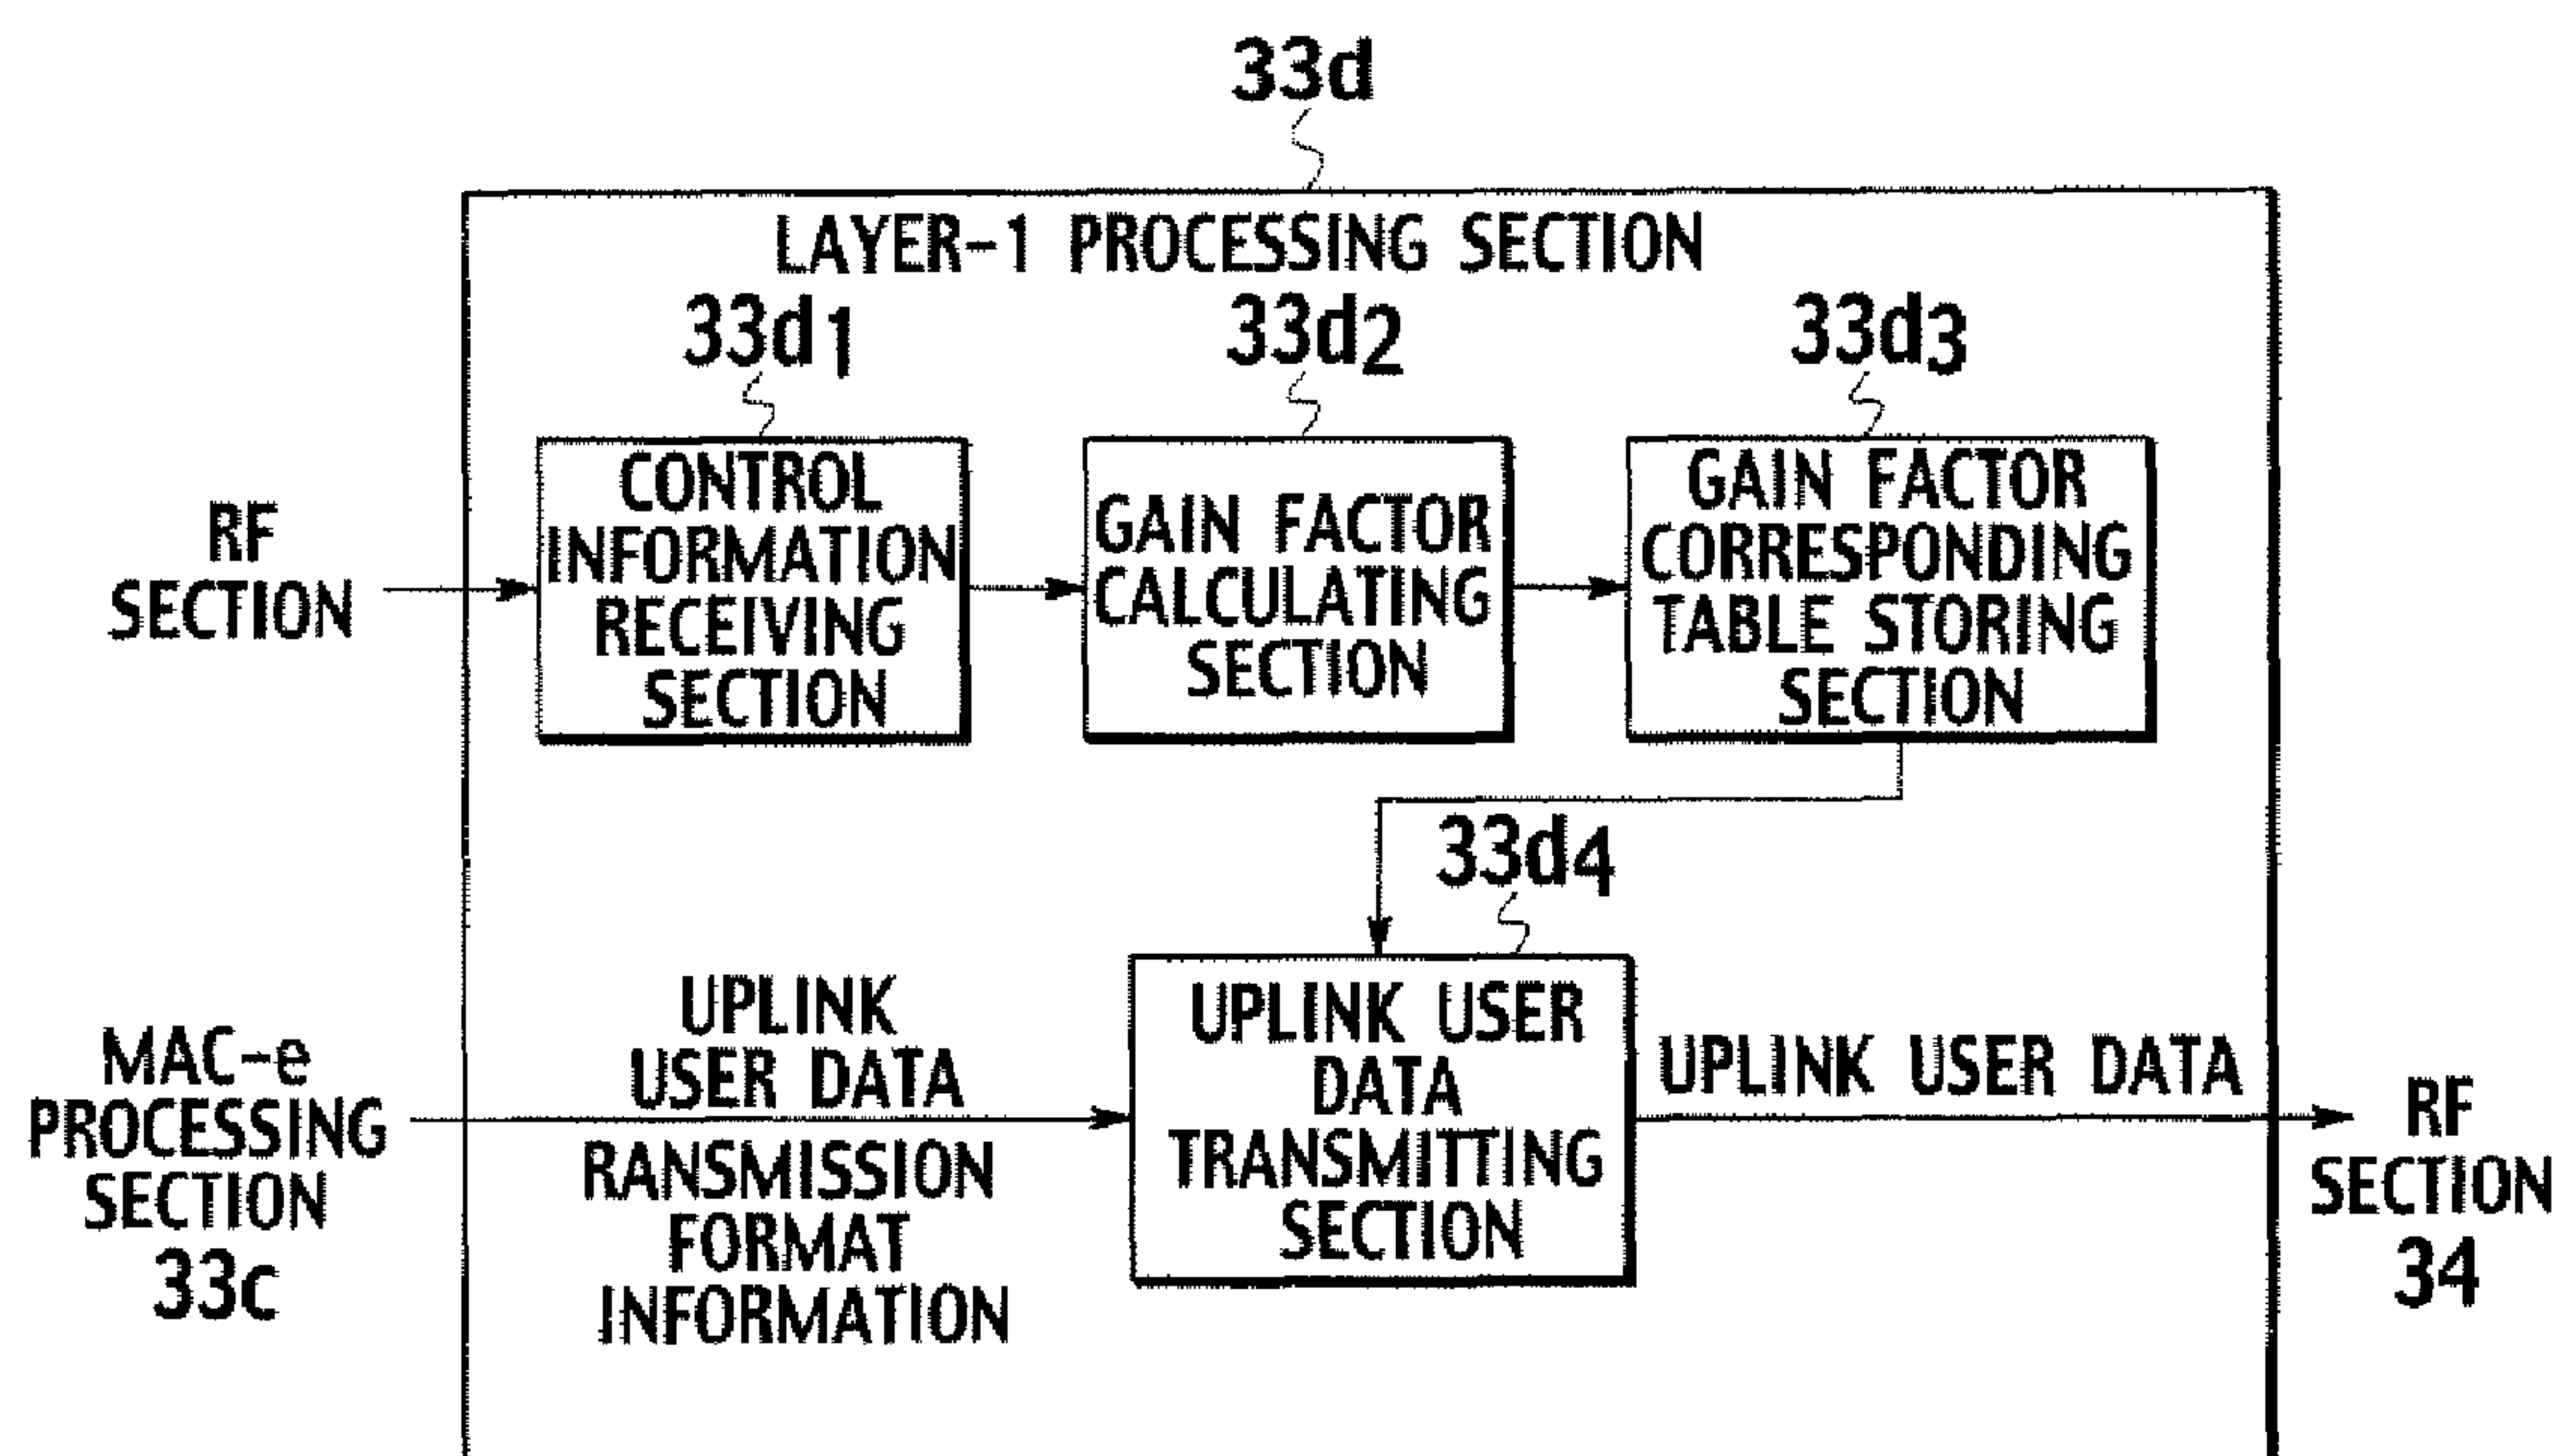 33d
LAYER-1 PROCESSING SECTION
33d1
33d2
33d3
RF
SECTION
CONTROL
INFORMATION
RECEIVING
SECTION
GAIN FACTOR
CALCULATING
SECTION
GAIN FACTOR
CORRESPONDING
TABLE STORING
SECTION
33d4
MAC-e
PROCESSING
SECTION
33c
UPLINK
USER DATA
RANSMISSION
FORMAT
INFORMATION
UPLINK USER
DATA
TRANSMITTING
SECTION
UPLINK USER DATA
RF
SECTION
34